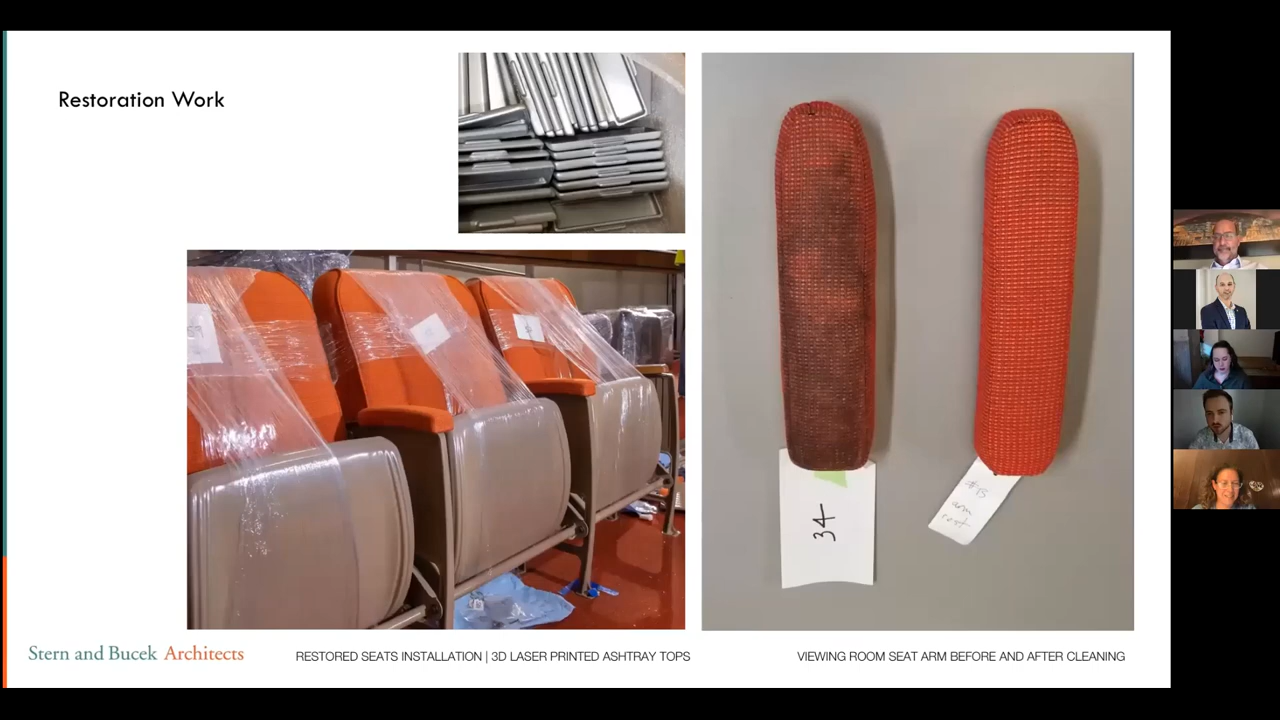 Restoration Work
34
arm
rest
Stern and Bucek Architects
RESTORED SEATS INSTALLATION | 3D LASER PRINTED ASHTRAY TOPS
VIEWING ROOM SEAT ARM BEFORE AND AFTER CLEANING